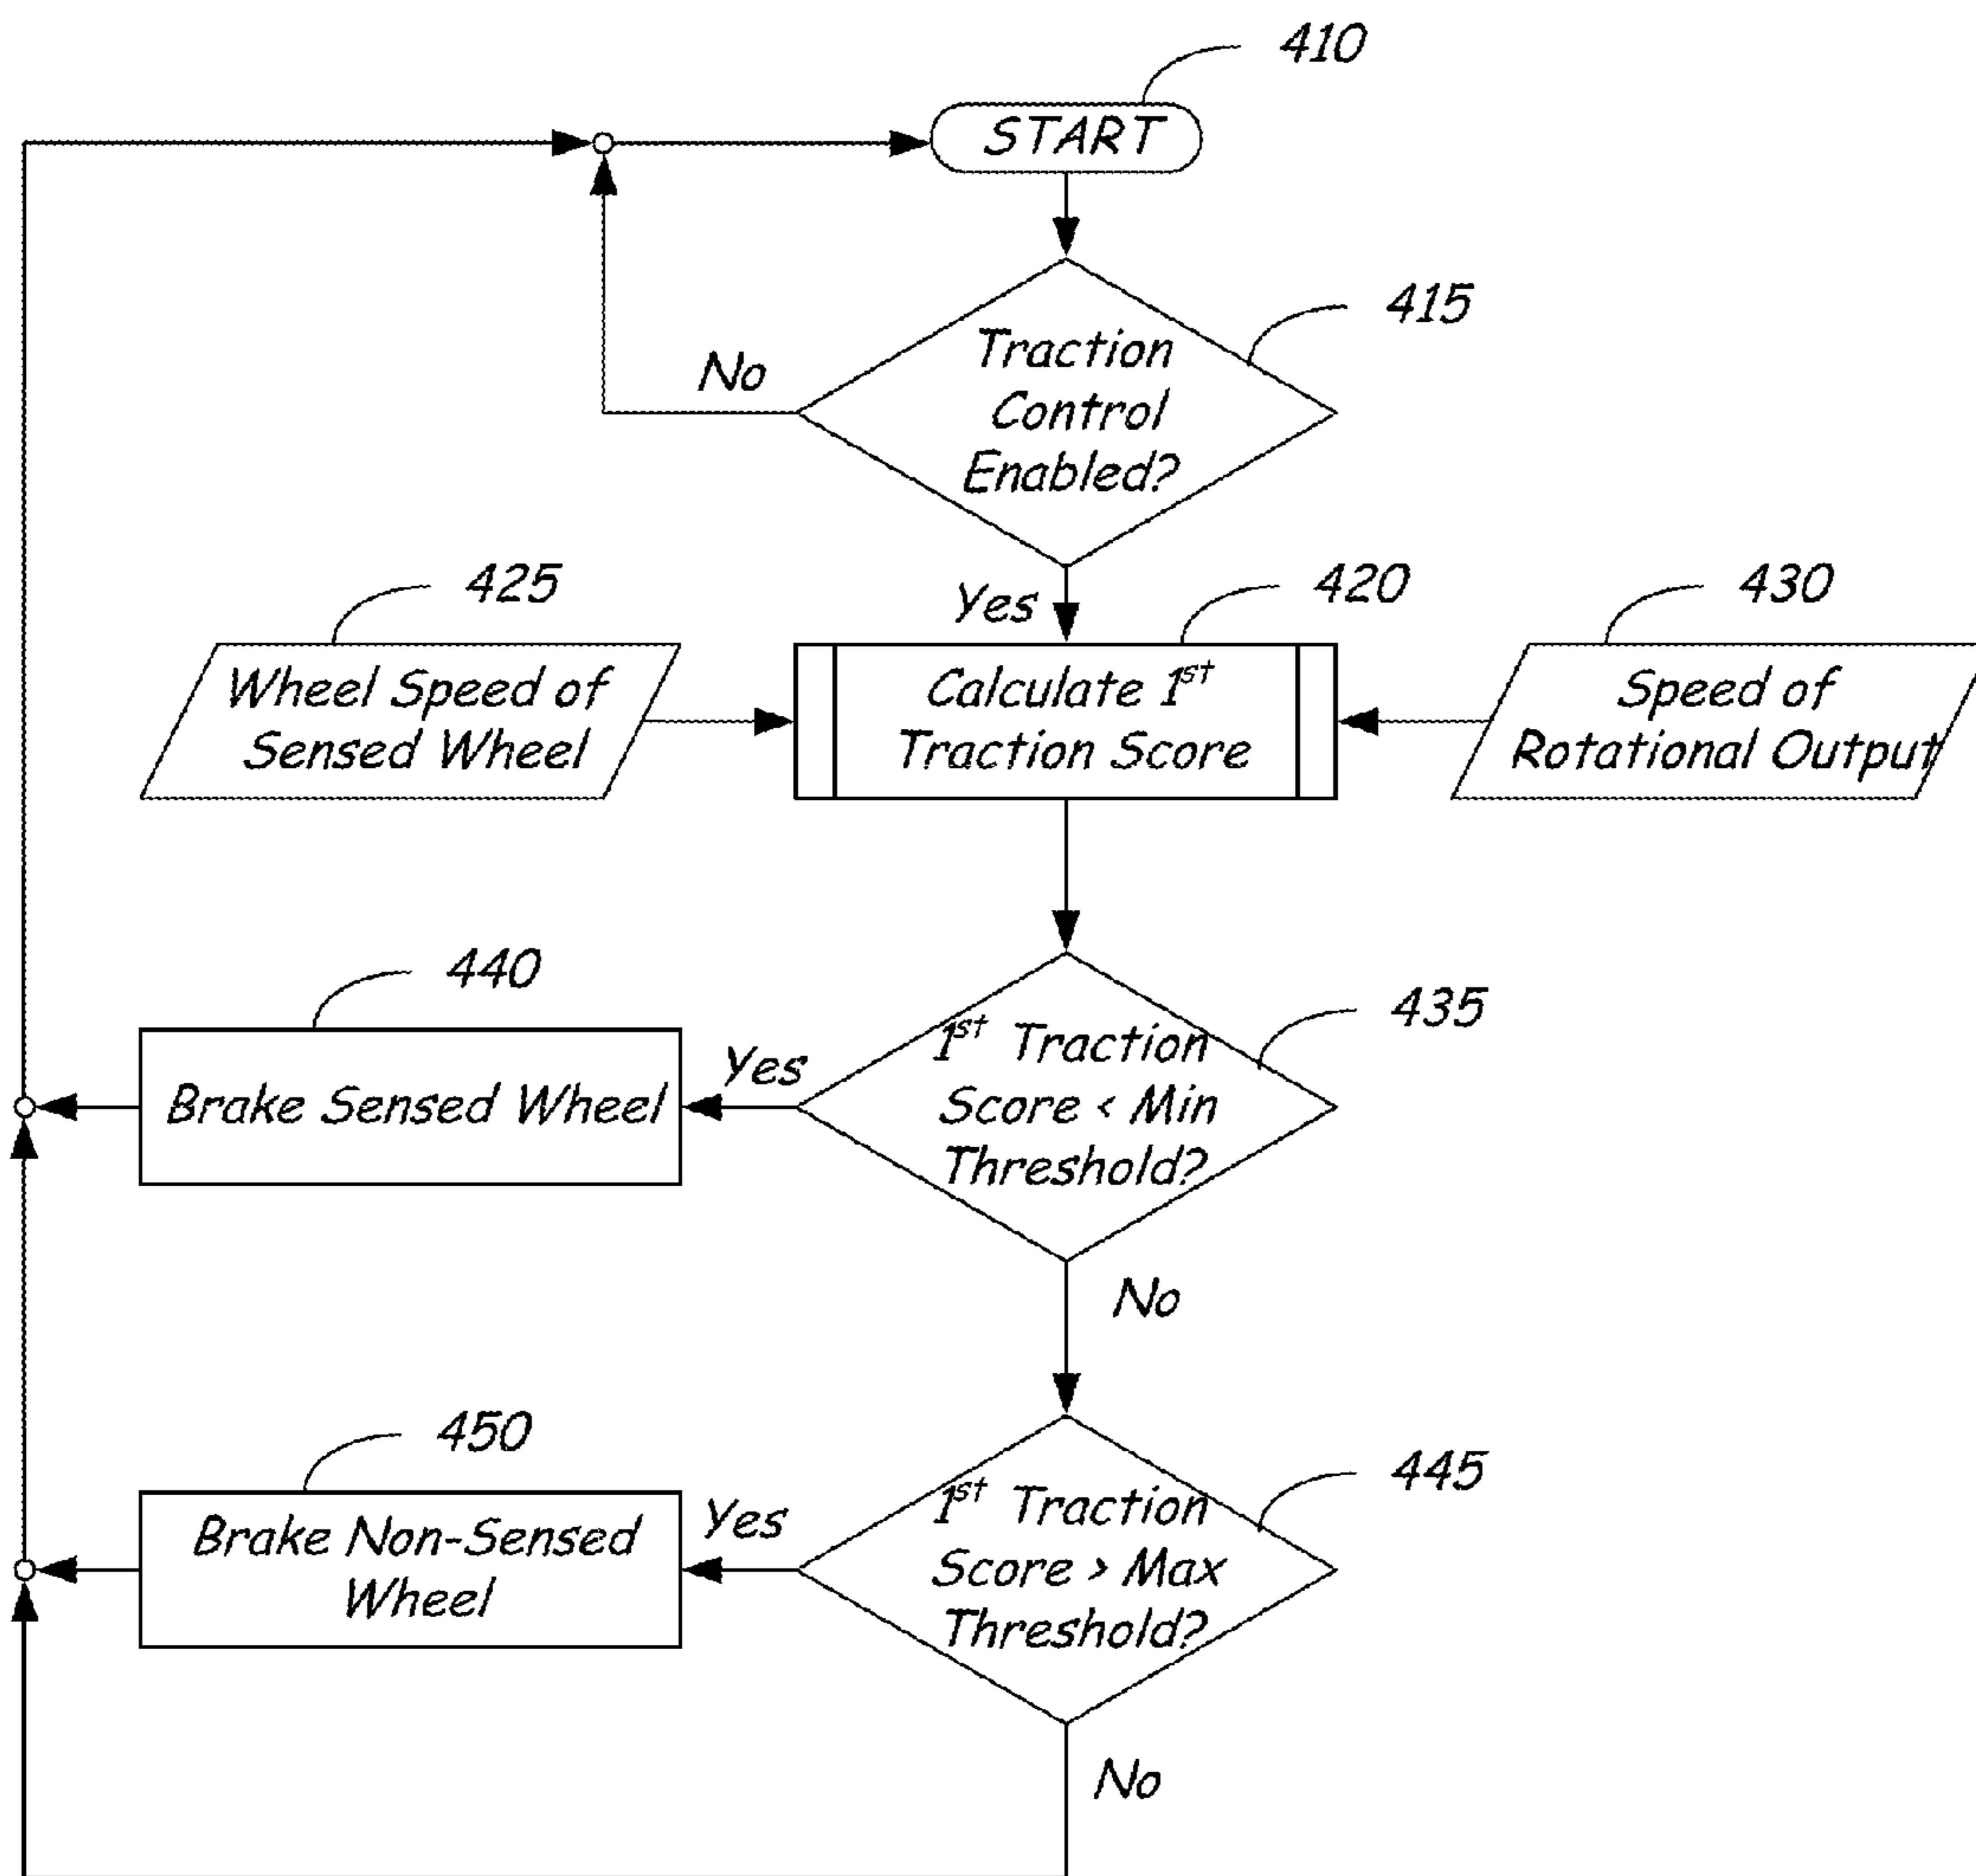 410
START
415
Traction
Control
Enabled?
No
Yes
425
420
430
Wheel Speed of
Sensed Wheel
Calculate 1st
Traction Score
Speed of
Rotational Output
440
435
Brake Sensed Wheel
Yes
1st Traction
Score < Min
Threshold?
No
450
445
Brake Non-Sensed
Wheel
Yes
1st Traction
Score > Max
Threshold?
No